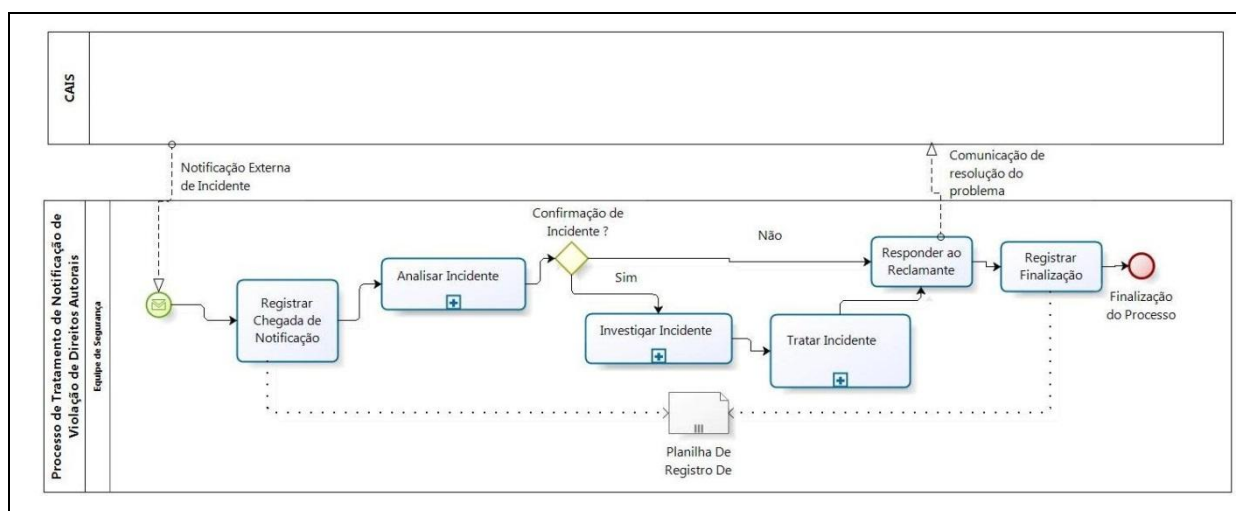 CAIS
Notificação Externa
de Incidente
Comunicação de
resolução do
problema
Processo de Tratamento de Notificação de
Violação de Direitos Autorais
Equipe de Segurança
Registrar
Chegada de
Notificação
Analisar Incidente
Confirmação de
Incidente ?
Não
Sim
Investigar Incidente
Tratar Incidente
Responder ao
Reclamante
Registrar
Finalização
Finalização
do Processo
Planilha De
Registro De